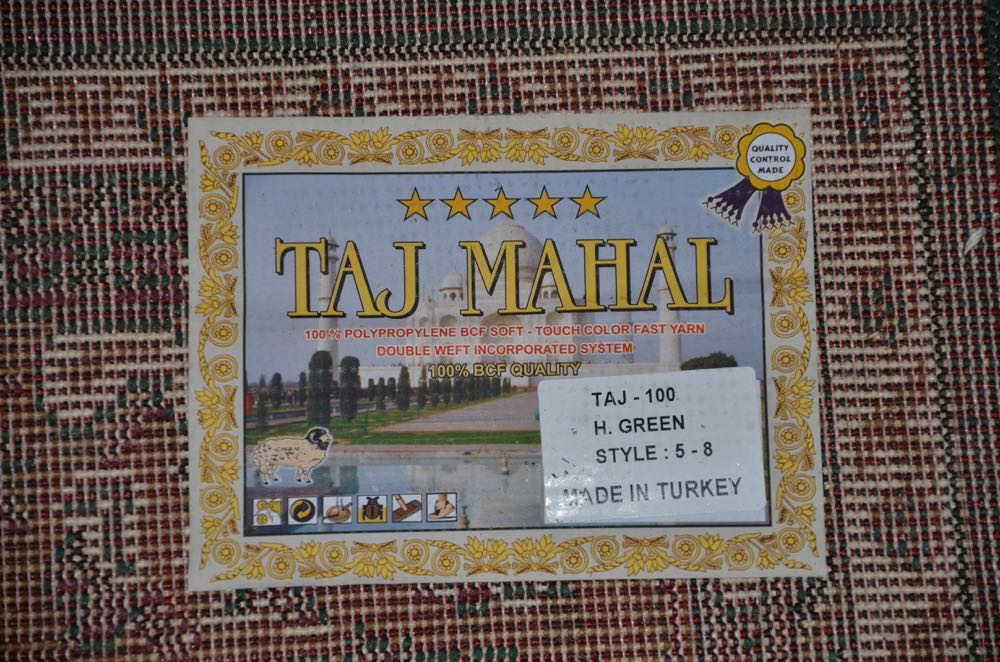 QUALITY
CONTROL
MADE
TAJ MAHAL
100% POLYPROPYLENE BCF SOFT - TOUCH COLOR FAST YARN
DOUBLE WEFT INCORPORATED SYSTEM
100% BCF QUALITY
TAJ - 100
H. GREEN
STYLE : 5 - 8
MADE IN TURKEY